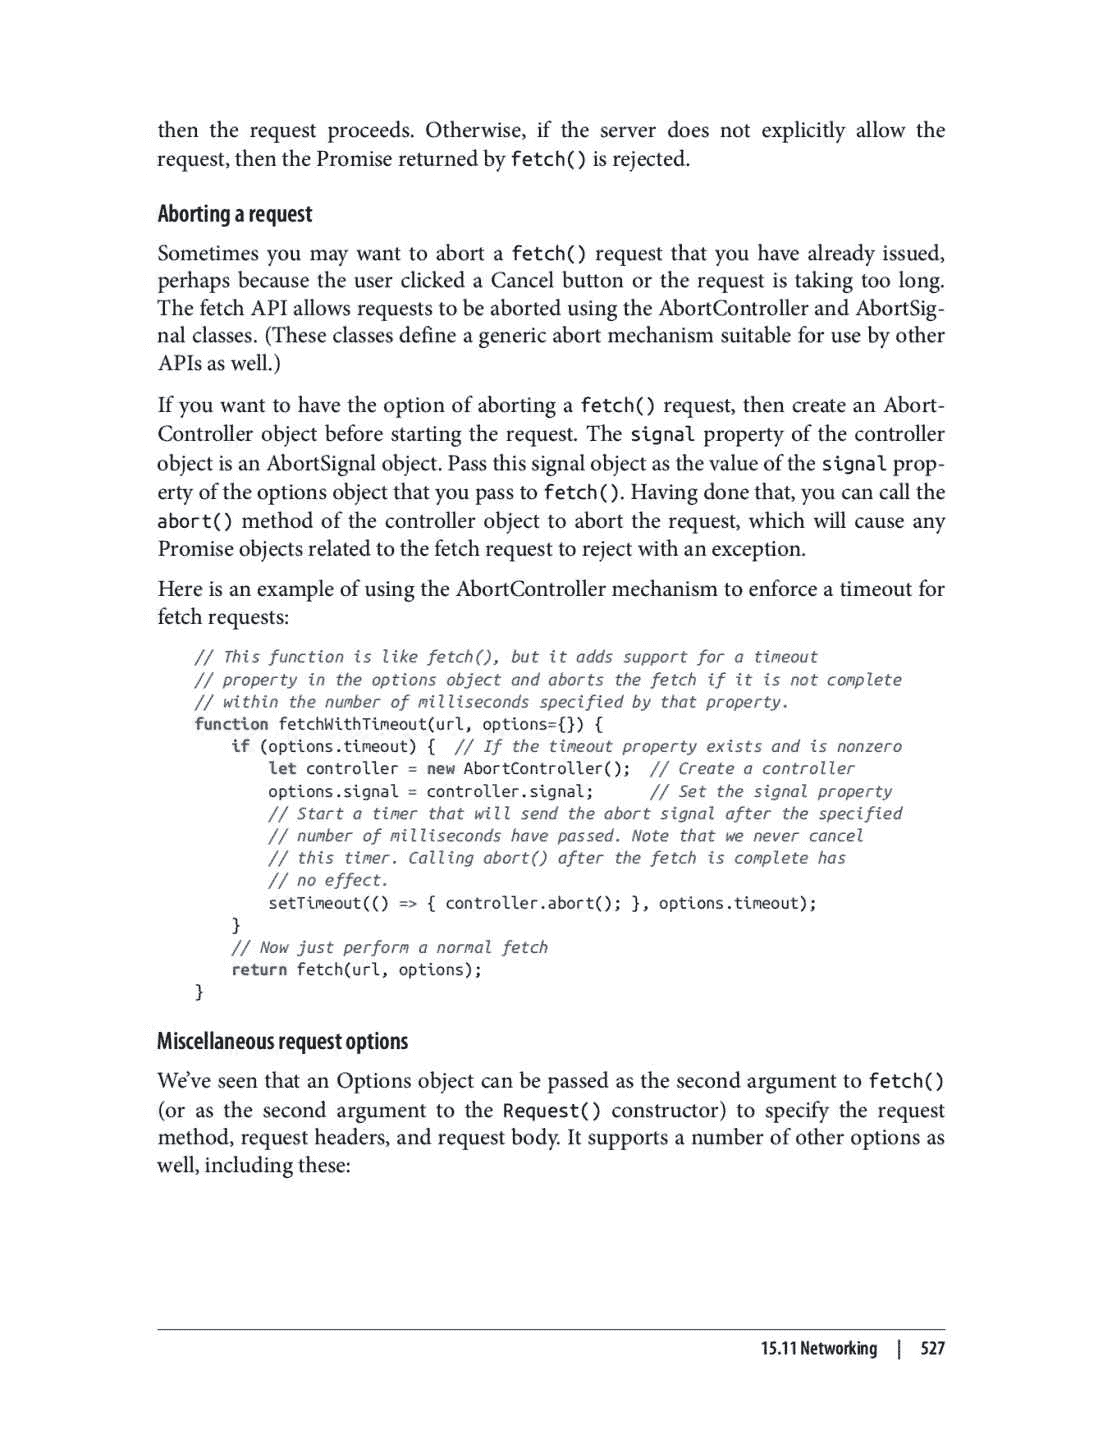 then the request proceeds. Otherwise, if the server does not explicitly allow the
request, then the Promise returned by fetch() is rejected.
Aborting a request
Sometimes you may want to abort a fetch() request that you have already issued,
perhaps because the user clicked a Cancel button or the request is taking too long.
The fetch API allows requests to be aborted using the AbortController and AbortSig-
nal classes. (These classes define a generic abort mechanism suitable for use by other
APIs as well.)
If you want to have the option of aborting a fetch() request, then create an Abort-
Controller object before starting the request. The signal property of the controller
object is an AbortSignal object. Pass this signal object as the value of the signal prop-
erty of the options object that you pass to fetch(). Having done that, you can call the
abort() method of the controller object to abort the request, which will cause any
Promise objects related to the fetch request to reject with an exception.
Here is an example of using the AbortController mechanism to enforce a timeout for
fetch requests:
// This function is like fetch(), but it adds support for a timeout
// property in the options object and aborts the fetch if it is not complete
// within the number of milliseconds specified by that property.
function fetchWithTimeout(url, options={}) {
    if (options.timeout) {  // If the timeout property exists and is nonzero
        let controller = new AbortController();  // Create a controller
        options.signal = controller.signal;      // Set the signal property
        // Start a timer that will send the abort signal after the specified
        // number of milliseconds have passed. Note that we never cancel
        // this timer. Calling abort() after the fetch is complete has
        // no effect.
        setTimeout(() => { controller.abort(); }, options.timeout);
    }
    // Now just perform a normal fetch
    return fetch(url, options);
}
Miscellaneous request options
We’ve seen that an Options object can be passed as the second argument to fetch()
(or as the second argument to the Request() constructor) to specify the request
method, request headers, and request body. It supports a number of other options as
well, including these:
15.11 Networking | 527